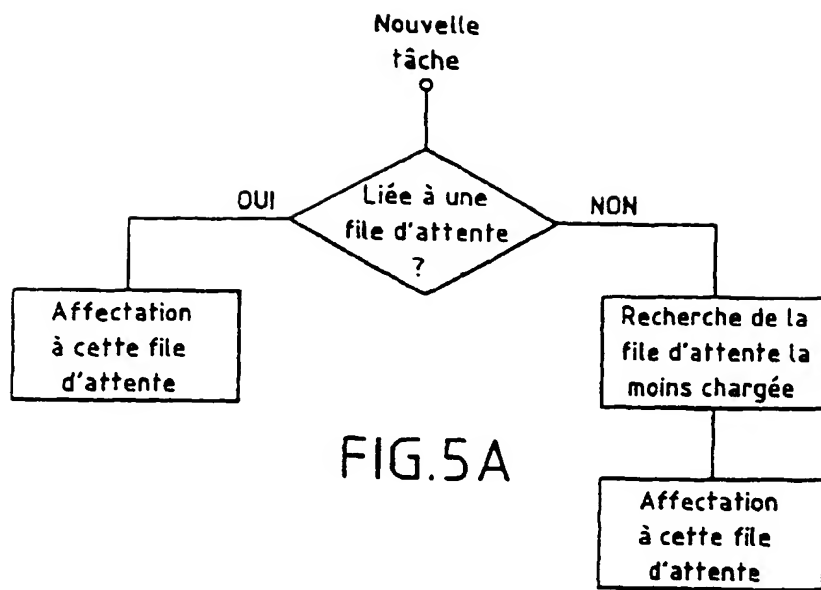 Nouvelle
tâche
Liée à une
file d'attente
?
OUI
NON
Affectation
à cette file
d'attente
Recherche de la
file d'attente la
moins chargée
Affectation
à cette file
d'attente
FIG.5A